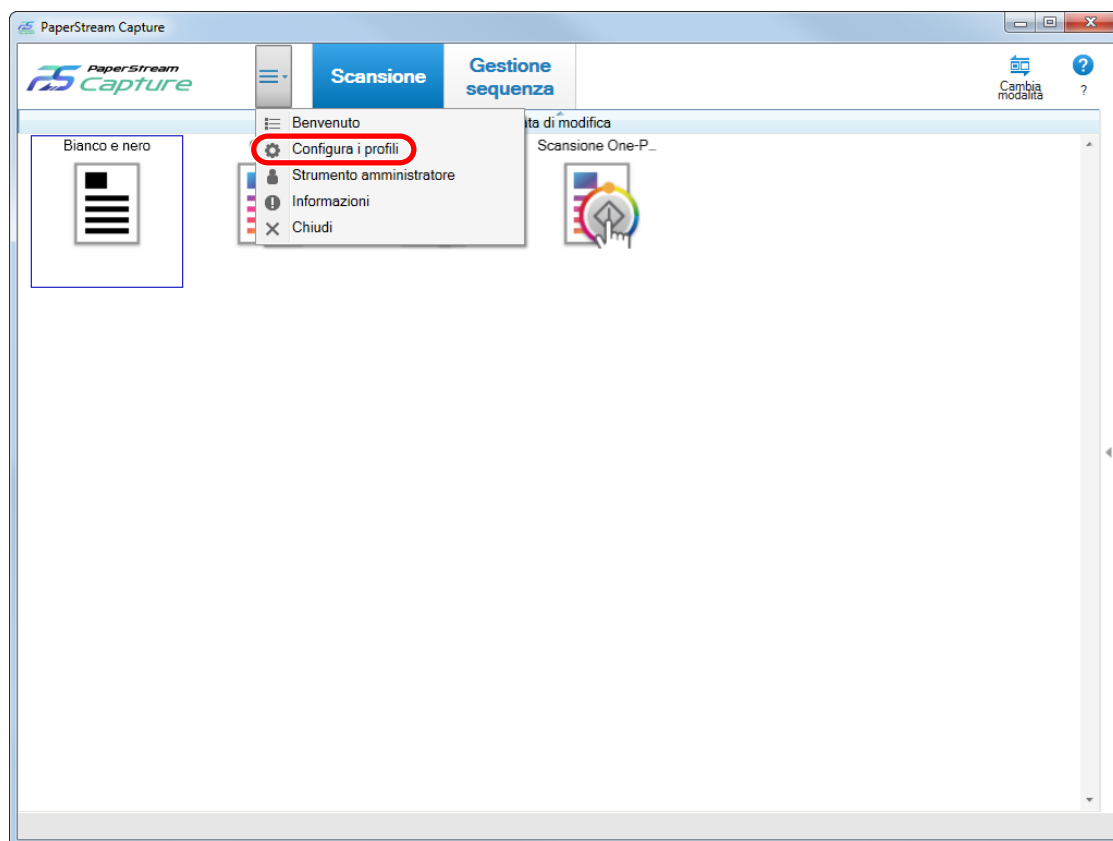 PaperStream Capture
PaperStream
Capture
Scansione
Gestione
sequenza
Cambia
modalità
?
?
Benvenuto
di modifica
Bianco e nero
Configura i profili
Scansione One-P...
Strumento amministratore
Informazioni
Chiudi